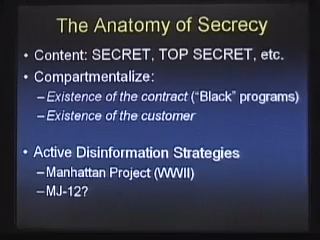 The Anatomy of Secrecy
• Content: SECRET, TOP SECRET, etc.
• Compartmentalize:
–Existence of the contract ("Black" programs)
–Existence of the customer
• Active Disinformation Strategies
–Manhattan Project (WWII)
–MJ-12?